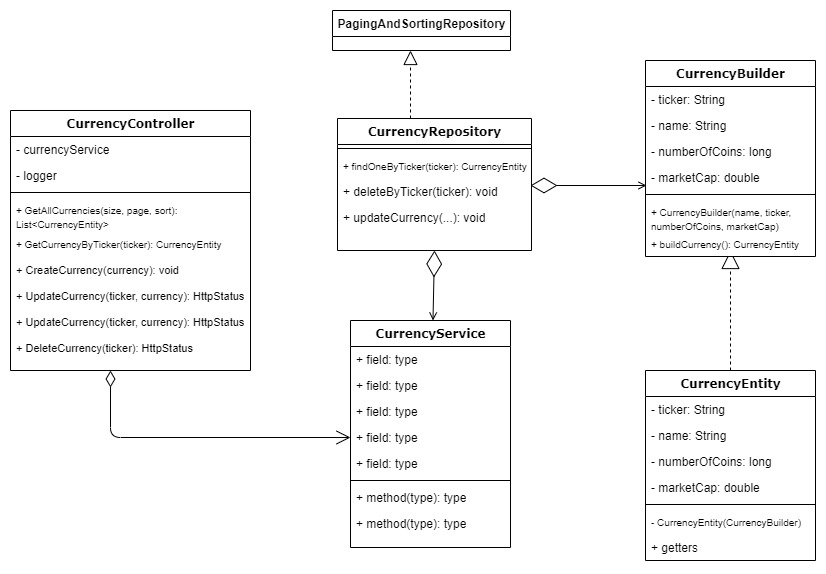 PagingAndSortingRepository
CurrencyController
- currencyService
- logger
+ GetAllCurrencies(size, page, sort):
List<CurrencyEntity>
+ GetCurrencyByTicker(ticker): CurrencyEntity
+ CreateCurrency(currency): void
+ UpdateCurrency(ticker, currency): HttpStatus
+ UpdateCurrency(ticker, currency): HttpStatus
+ DeleteCurrency(ticker): HttpStatus
CurrencyRepository
+ findOneByTicker(ticker): CurrencyEntity
+ deleteByTicker(ticker): void
+ updateCurrency(...): void
CurrencyBuilder
- ticker: String
- name: String
- numberOfCoins: long
- marketCap: double
+ CurrencyBuilder(name, ticker,
numberOfCoins, marketCap)
+ buildCurrency(): CurrencyEntity
CurrencyService
+ field: type
+ field: type
+ field: type
+ field: type
+ field: type
+ method(type): type
+ method(type): type
CurrencyEntity
- ticker: String
- name: String
- numberOfCoins: long
- marketCap: double
- CurrencyEntity(CurrencyBuilder)
+ getters